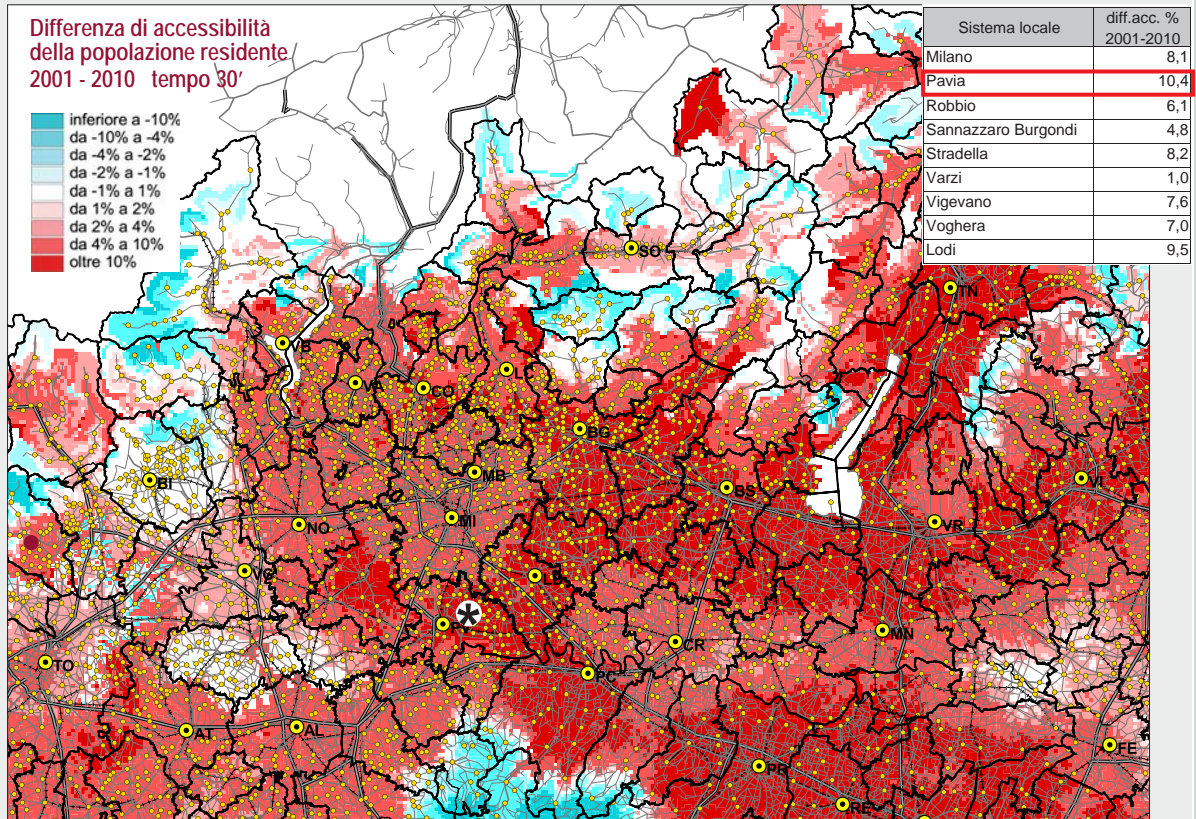 Differenza di accessibilità
della popolazione residente
2001 - 2010 tempo 30'
inferiore a -10%
da -10% a -4%
da -4% a -2%
da -2% a -1%
da -1% a 1%
da 1% a 2%
da 2% a 4%
da 4% a 10%
oltre 10%
Sistema locale diff.acc. % 2001-2010
Milano 8,1
Pavia 10,4
Robbio 6,1
Sannazzaro Burgondi 4,8
Stradella 8,2
Varzi 1,0
Vigevano 7,6
Voghera 7,0
Lodi 9,5
SO
TN
VB
CO
BG
MB
BI
BS
VI
MI
NO
VR
*
MN
CR
TO
PC
AT
AL
FE
PR
RE